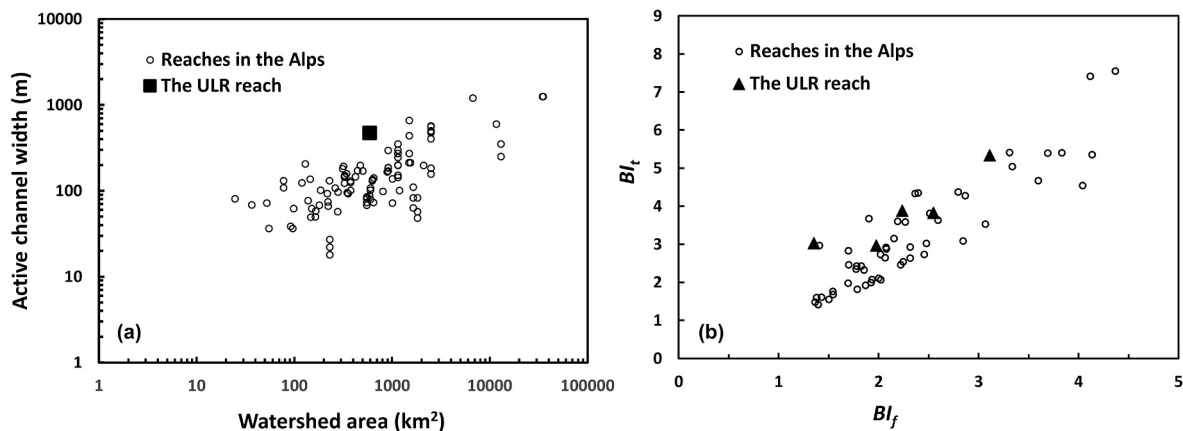 10000
1000
100
10
1
Active channel width (m)
Reaches in the Alps
The ULR reach
(a)
1 10 100 1000 10000 100000
Watershed area (km²)
9
8
7
6
5
4
3
2
1
0
BIt
Reaches in the Alps
The ULR reach
(b)
0 1 2 3 4 5
BIf